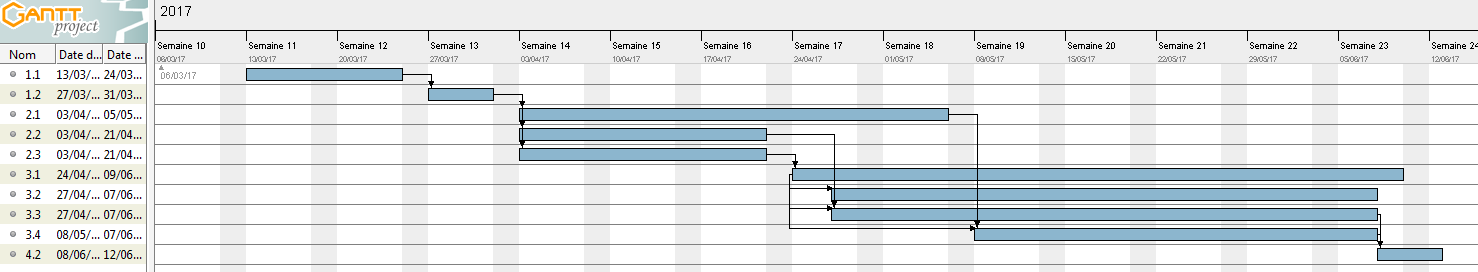 GANTT
project
2017
Nom Date d... Date ...
Semaine 10 Semaine 11 Semaine 12 Semaine 13 Semaine 14 Semaine 15 Semaine 16 Semaine 17 Semaine 18 Semaine 19 Semaine 20 Semaine 21 Semaine 22 Semaine 23 Semaine 24
06/03/17 13/03/17 20/03/17 27/03/17 03/04/17 10/04/17 17/04/17 24/04/17 01/05/17 08/05/17 15/05/17 22/05/17 29/05/17 05/06/17 12/06/17
1.1 13/03/... 24/03... 06/03/17
1.2 27/03/... 31/03...
2.1 03/04/... 05/05...
2.2 03/04/... 21/04...
2.3 03/04/... 21/04...
3.1 24/04/... 09/06...
3.2 27/04/... 07/06...
3.3 27/04/... 07/06...
3.4 08/05/... 07/06...
4.2 08/06/... 12/06...